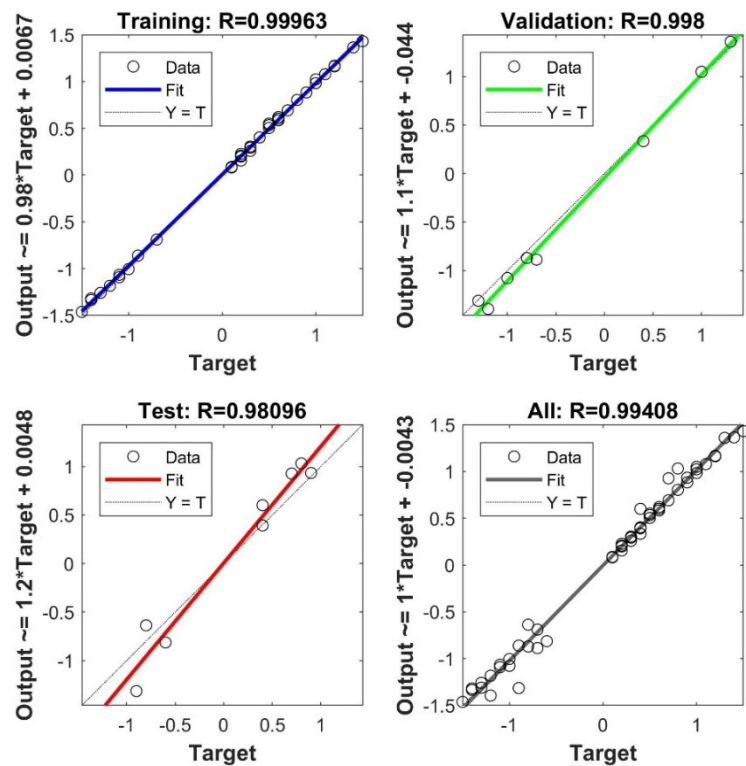 Training: R=0.99963
Output ~= 0.98*Target + 0.0067
1.5
1
0.5
0
-0.5
-1
-1.5
Data
Fit
Y = T
-1
0
1
Target
Validation: R=0.998
Output ~= 1.1*Target + -0.044
1
0.5
0
-0.5
-1
Data
Fit
Y = T
-1
-0.5
0
0.5
1
Target
Test: R=0.98096
Output ~= 1.2*Target + 0.0048
1
0.5
0
-0.5
-1
Data
Fit
Y = T
-1
-0.5
0
0.5
1
Target
All: R=0.99408
Output ~= 1*Target + -0.0043
1.5
1
0.5
0
-0.5
-1
-1.5
Data
Fit
Y = T
-1
0
1
Target